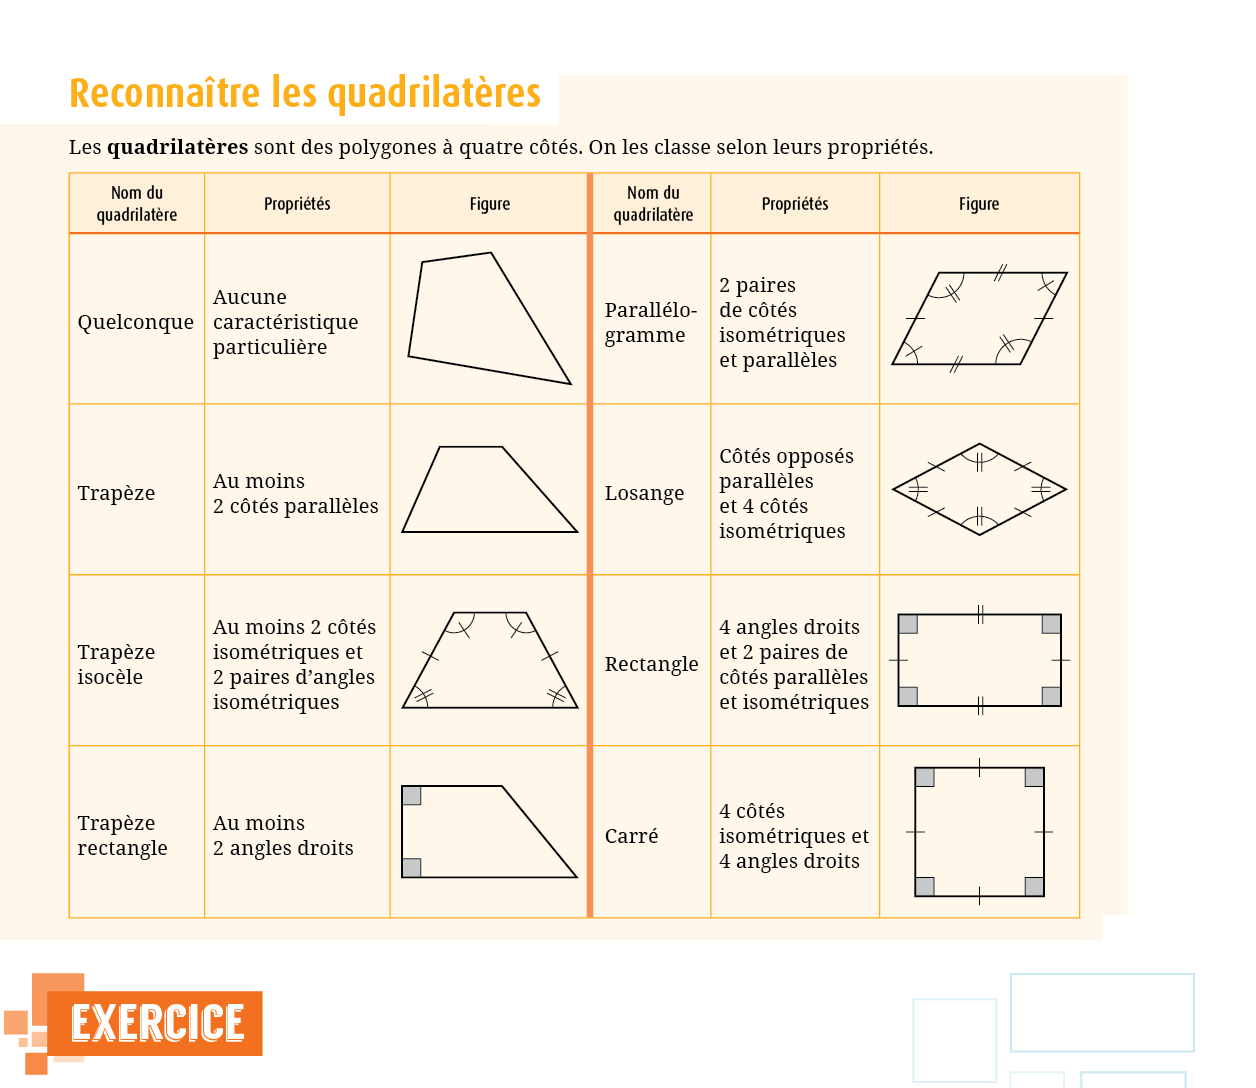 Reconnaître les quadrilatères
Les quadrilatères sont des polygones à quatre côtés. On les classe selon leurs propriétés.
Nom du
quadrilatère
Propriétés
Figure
Nom du
quadrilatère
Propriétés
Figure
Quelconque
Aucune
caractéristique
particulière
Parallélo-
gramme
2 paires
de côtés
isométriques
et parallèles
Trapèze
Au moins
2 côtés parallèles
Losange
Côtés opposés
parallèles
et 4 côtés
isométriques
Trapèze
isocèle
Au moins 2 côtés
isométriques et
2 paires d’angles
isométriques
Rectangle
4 angles droits
et 2 paires de
côtés parallèles
et isométriques
Trapèze
rectangle
Au moins
2 angles droits
Carré
4 côtés
isométriques et
4 angles droits
EXERCICE